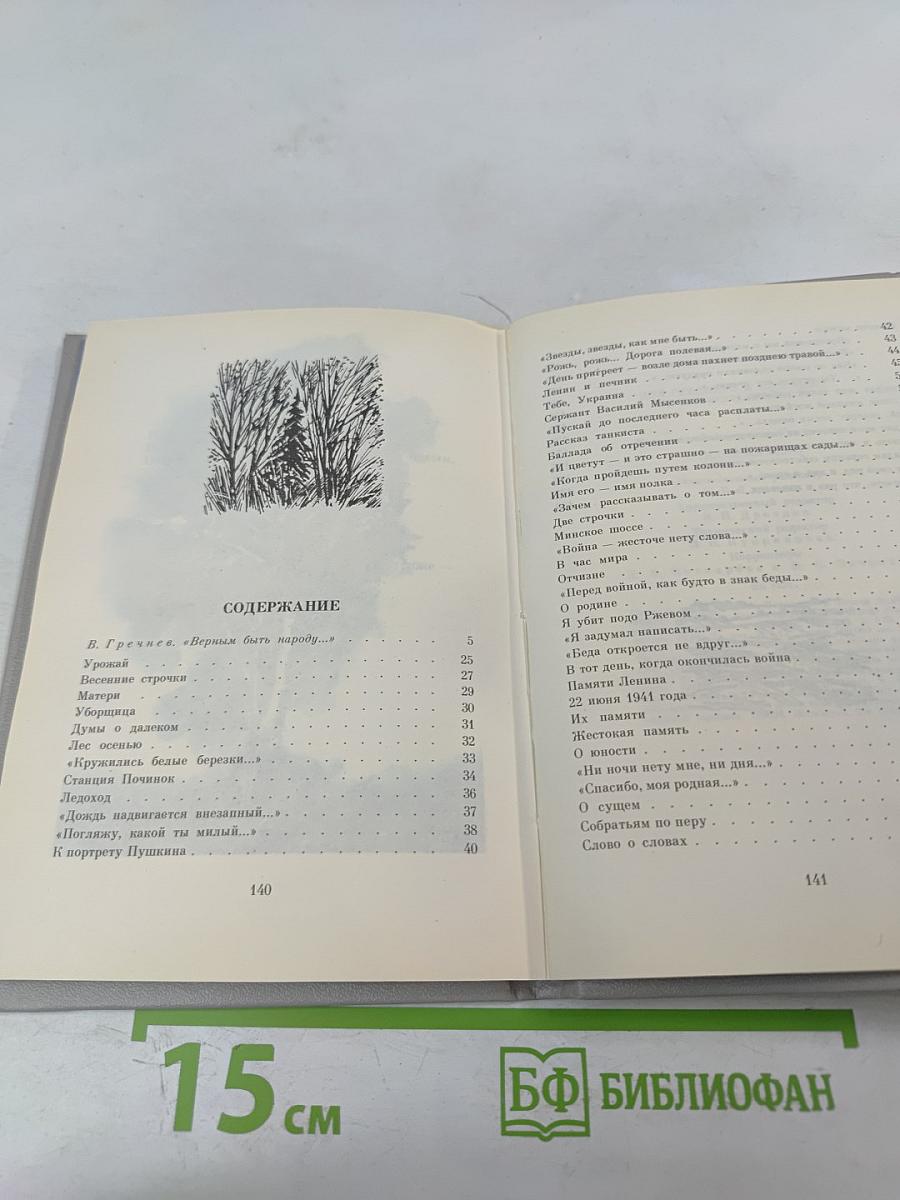 СОДЕРЖАНИЕ
В. Гречнев. «Верным быть народу...» . . . . . 5
Урожай . . . . . . . . . . . . 25
Весенние строчки . . . . . . . . . . 27
Матери . . . . . . . . . . . . 29
Уборщица . . . . . . . . . . . . 30
Думы о далеком . . . . . . . . . . 31
Лес осенью . . . . . . . . . . . 32
«Кружились белые березки...» . . . . . . . 33
Станция Починок . . . . . . . . . . 34
Ледоход . . . . . . . . . . . . 36
«Дождь надвигается внезапный...» . . . . . . 37
«Погляжу, какой ты милый...» . . . . . . . 38
К портрету Пушкина . . . . . . . . . 40
140
«Звезды, звезды, как мне быть...» . . . . . . 42
«Рожь, рожь... Дорога полевая...» . . . . . . 43
«День пригреет — возле дома пахнет позднею травой...» . . 44
Ленин и печник . . . . . . . . . .
Тебе, Украина . . . . . . . . . .
Сержант Василий Мысенков . . . . . . .
«Пускай до последнего часа расплаты...» . . . .
Рассказ танкиста . . . . . . . . .
Баллада об отречении . . . . . . . .
«И цветут — и это страшно — на пожарищах сады...» . .
«Когда пройдешь путем колонн...» . . . . .
Имя его — имя полка . . . . . . . .
«Зачем рассказывать о том...» . . . . . .
Две строчки . . . . . . . . . .
Минское шоссе . . . . . . . . .
«Война — жесточе нету слова...» . . . . .
В час мира . . . . . . . . . .
Отчизне . . . . . . . . . .
«Перед войной, как будто в знак беды...» . . . .
О родине . . . . . . . . . .
Я убит подо Ржевом . . . . . . . .
«Я задумал написать...» . . . . . . .
«Беда откроется не вдруг...» . . . . . .
В тот день, когда окончилась война . . . . .
Памяти Ленина . . . . . . . . .
22 июня 1941 года . . . . . . . .
Их памяти . . . . . . . . . .
Жестокая память . . . . . . . . .
О юности . . . . . . . . . .
«Ни ночи нету мне, ни дня...» . . . . . .
«Спасибо, моя родная...» . . . . . . .
О сущем . . . . . . . . . .
Собратьям по перу . . . . . . . .
Слово о словах . . . . . . . . .
141
15 см
БФ БИБЛИОФАН